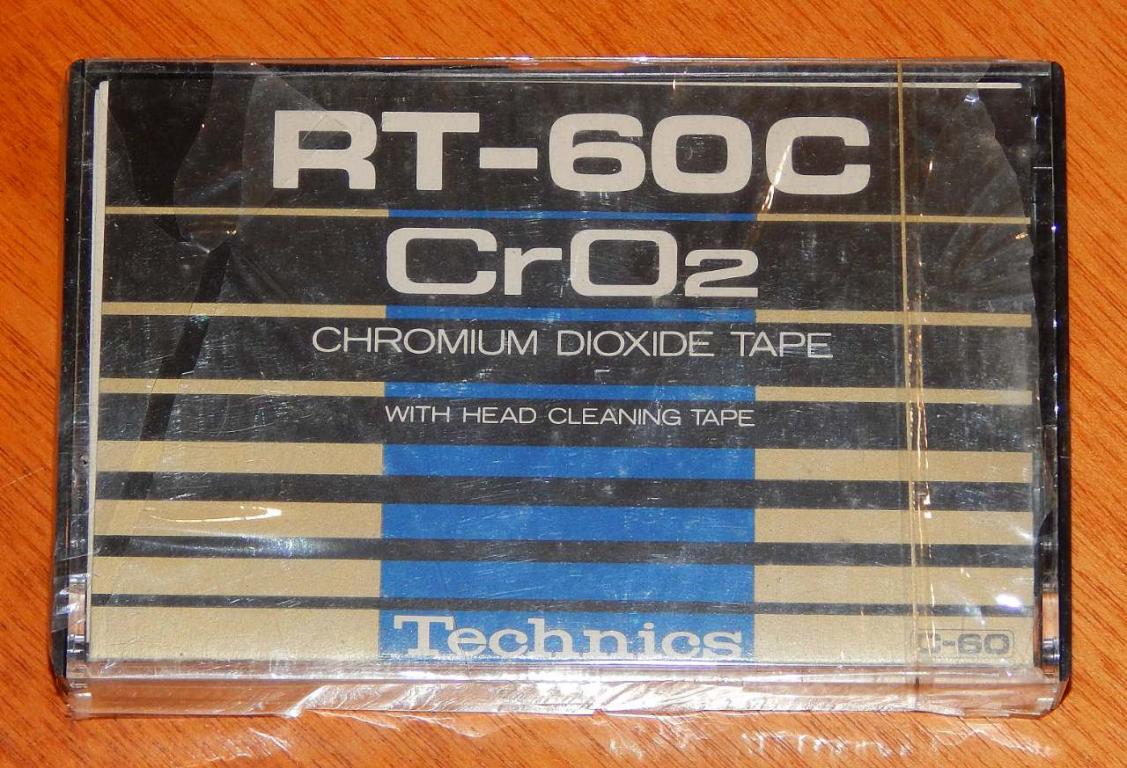 RT-60C
CrO2
CHROMIUM DIOXIDE TAPE
WITH HEAD CLEANING TAPE
Technics
C-60